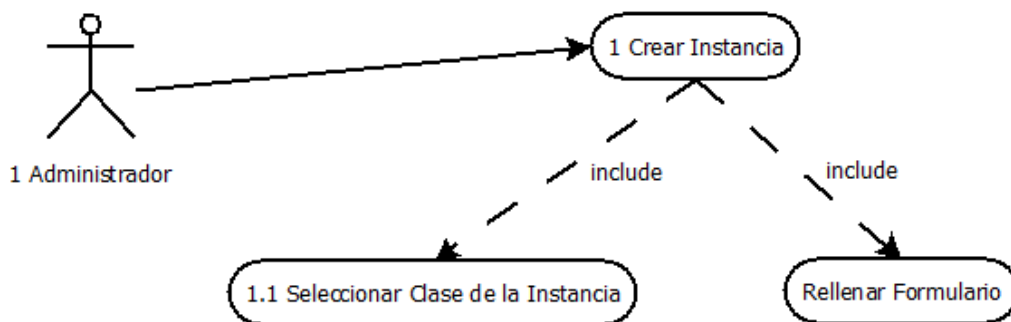 1 Crear Instancia
1 Administrador
include
include
1.1 Seleccionar Clase de la Instancia
Rellenar Formulario